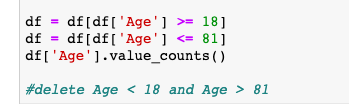 df = df[df['Age'] >= 18]
df = df[df['Age'] <= 81]
df['Age'].value_counts()
#delete Age < 18 and Age > 81